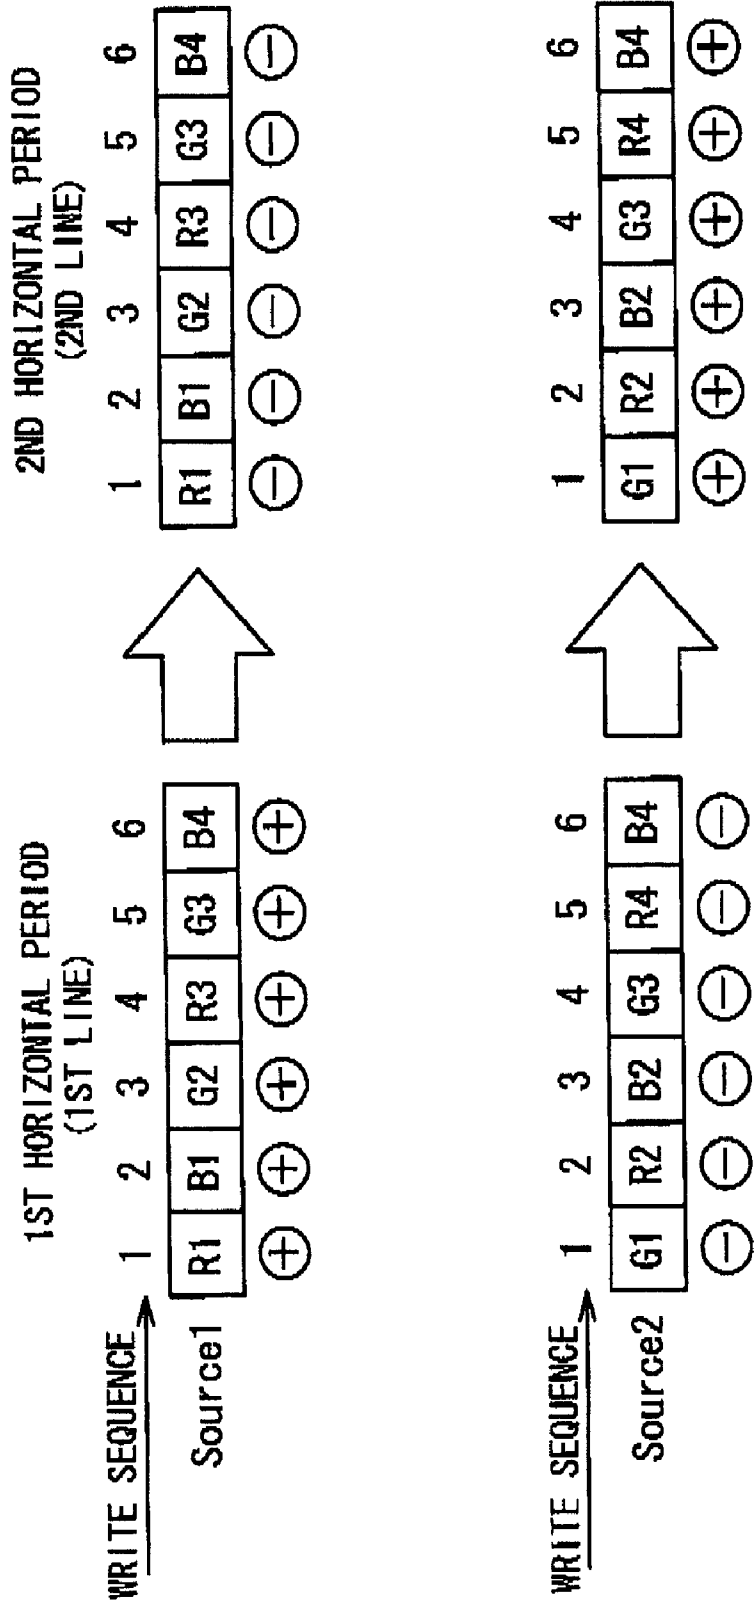 1ST HORIZONTAL PERIOD
(1ST LINE)
2ND HORIZONTAL PERIOD
(2ND LINE)
WRITE SEQUENCE
1 2 3 4 5 6
1 2 3 4 5 6
Source1
R1 B1 G2 R3 G3 B4
R1 B1 G2 R3 G3 B4
+ + + + + +
− − − − − −
WRITE SEQUENCE
1 2 3 4 5 6
1 2 3 4 5 6
Source2
G1 R2 B2 G3 R4 B4
G1 R2 B2 G3 R4 B4
− − − − − −
+ + + + + +